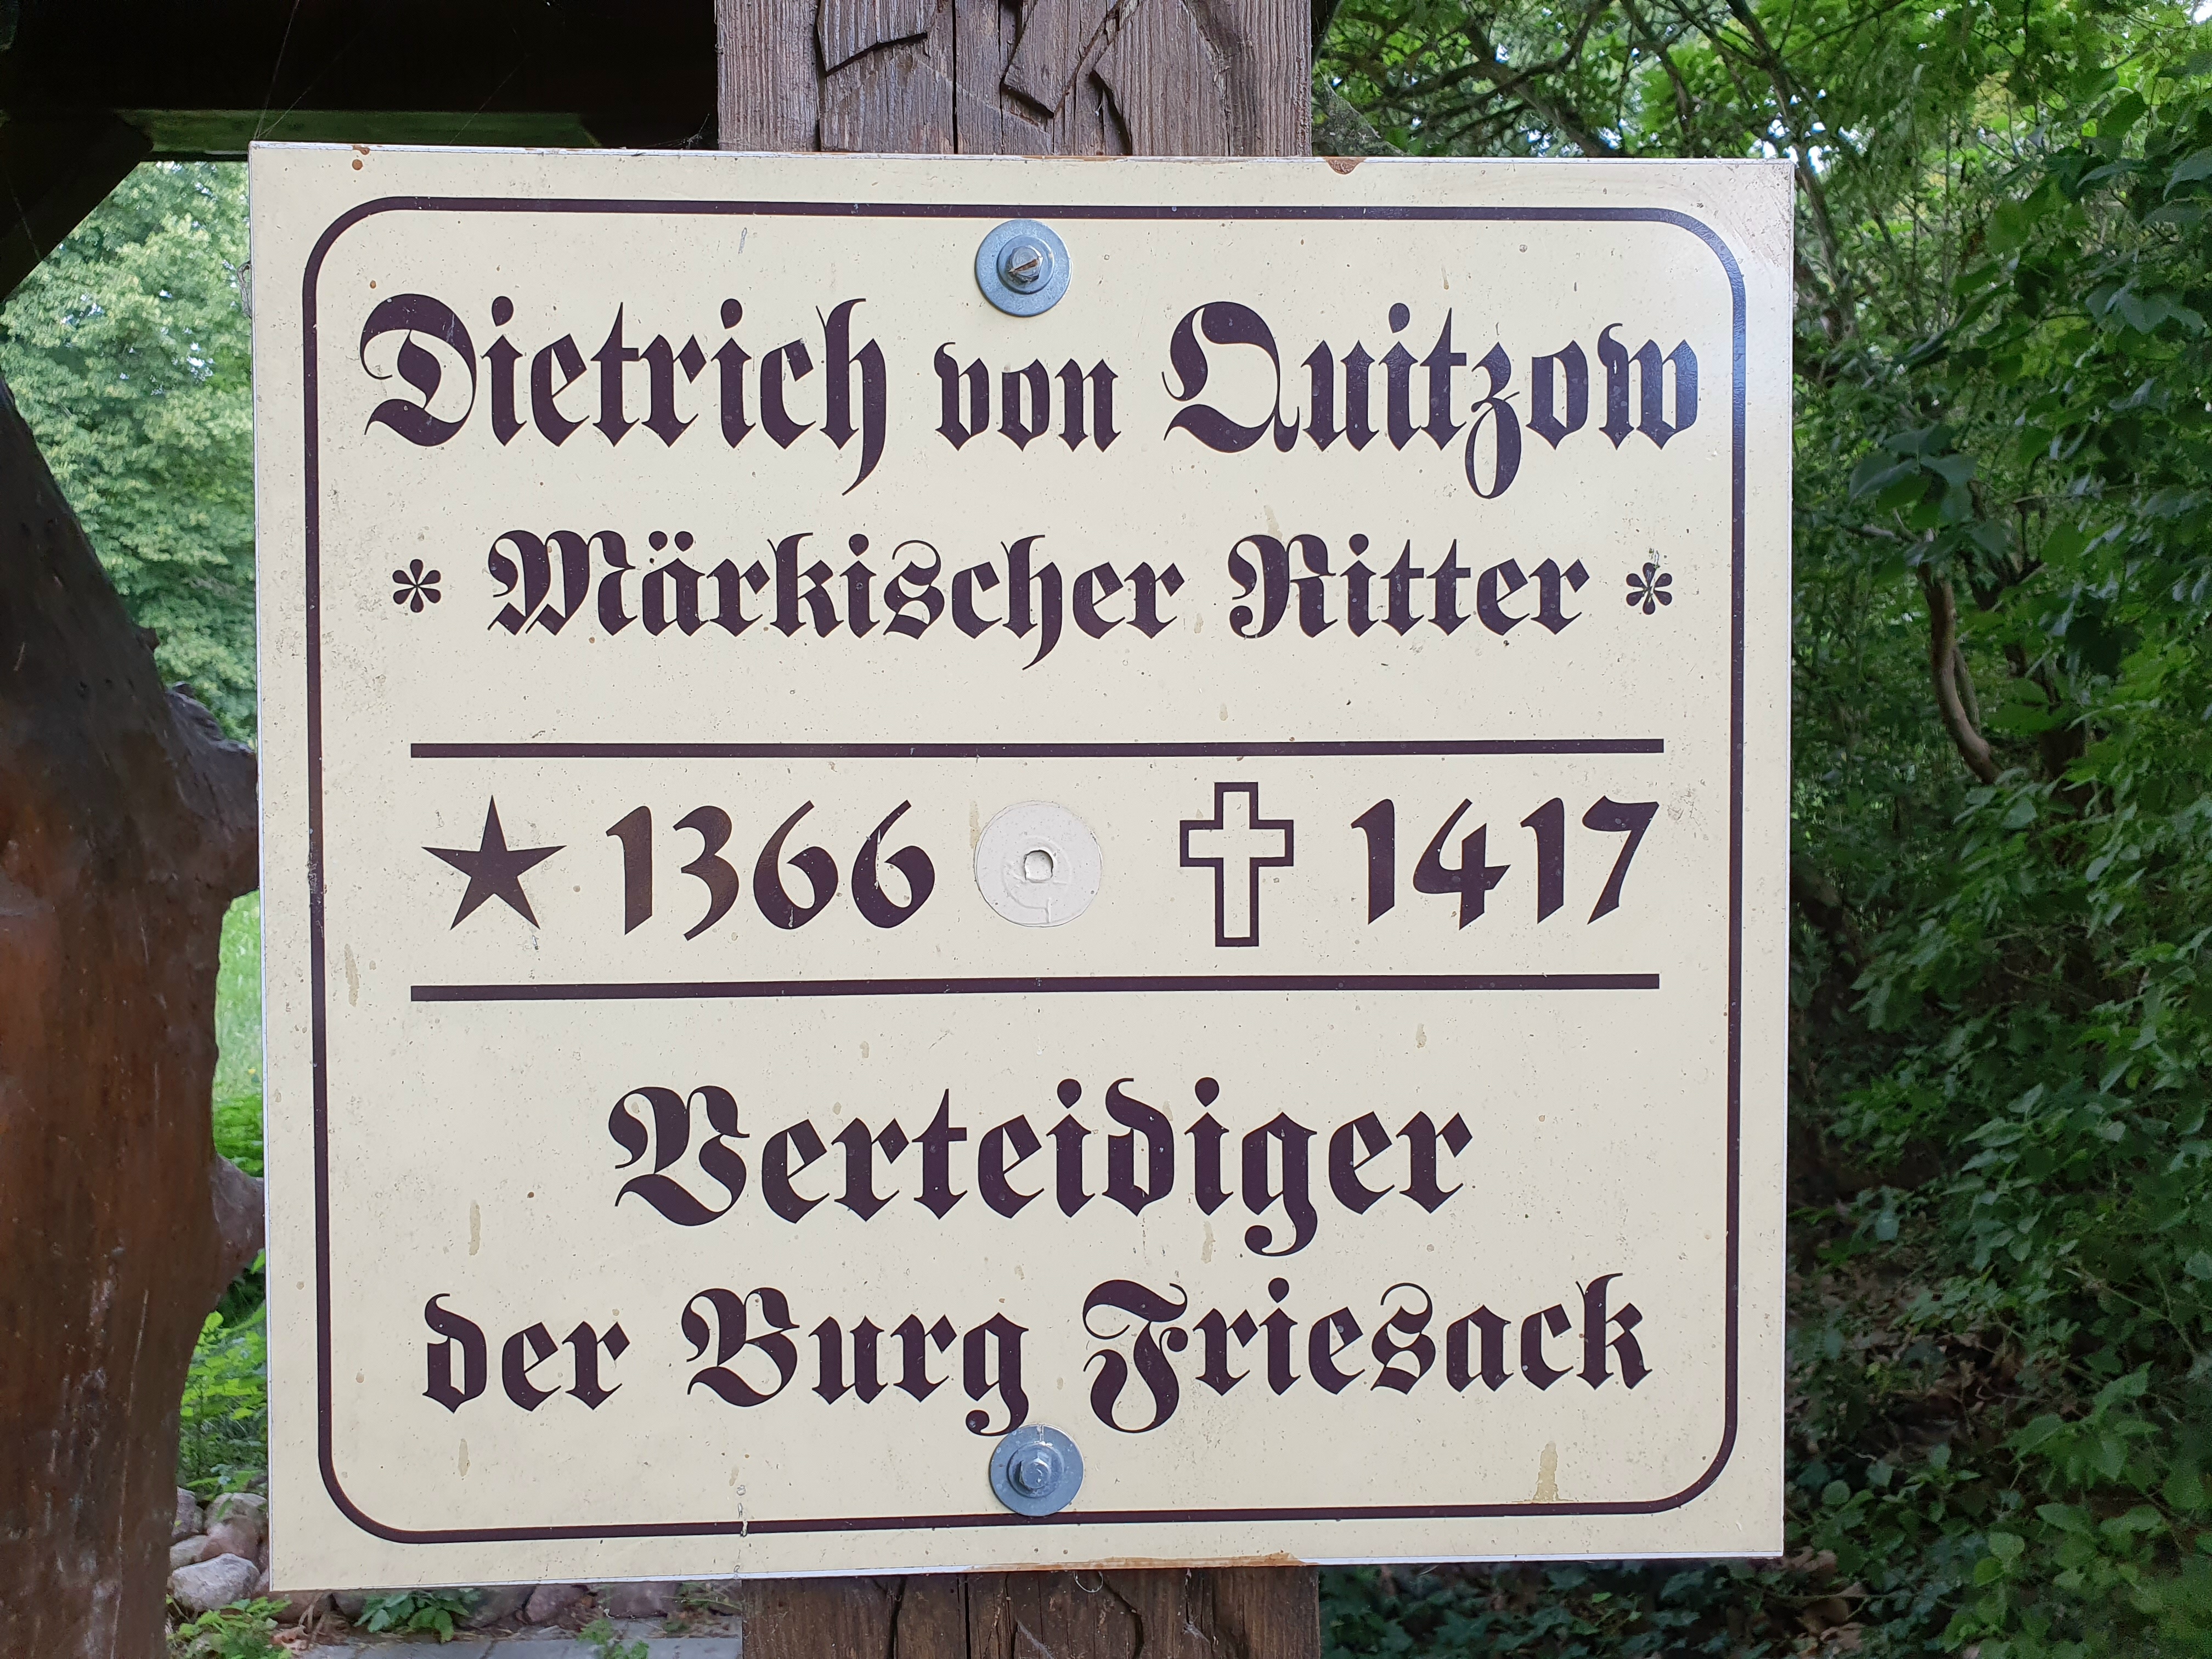 Dietrich von Quitzow
* Märkischer Ritter *
★ 1366 ✝ 1417
Verteidiger
der Burg Friesack